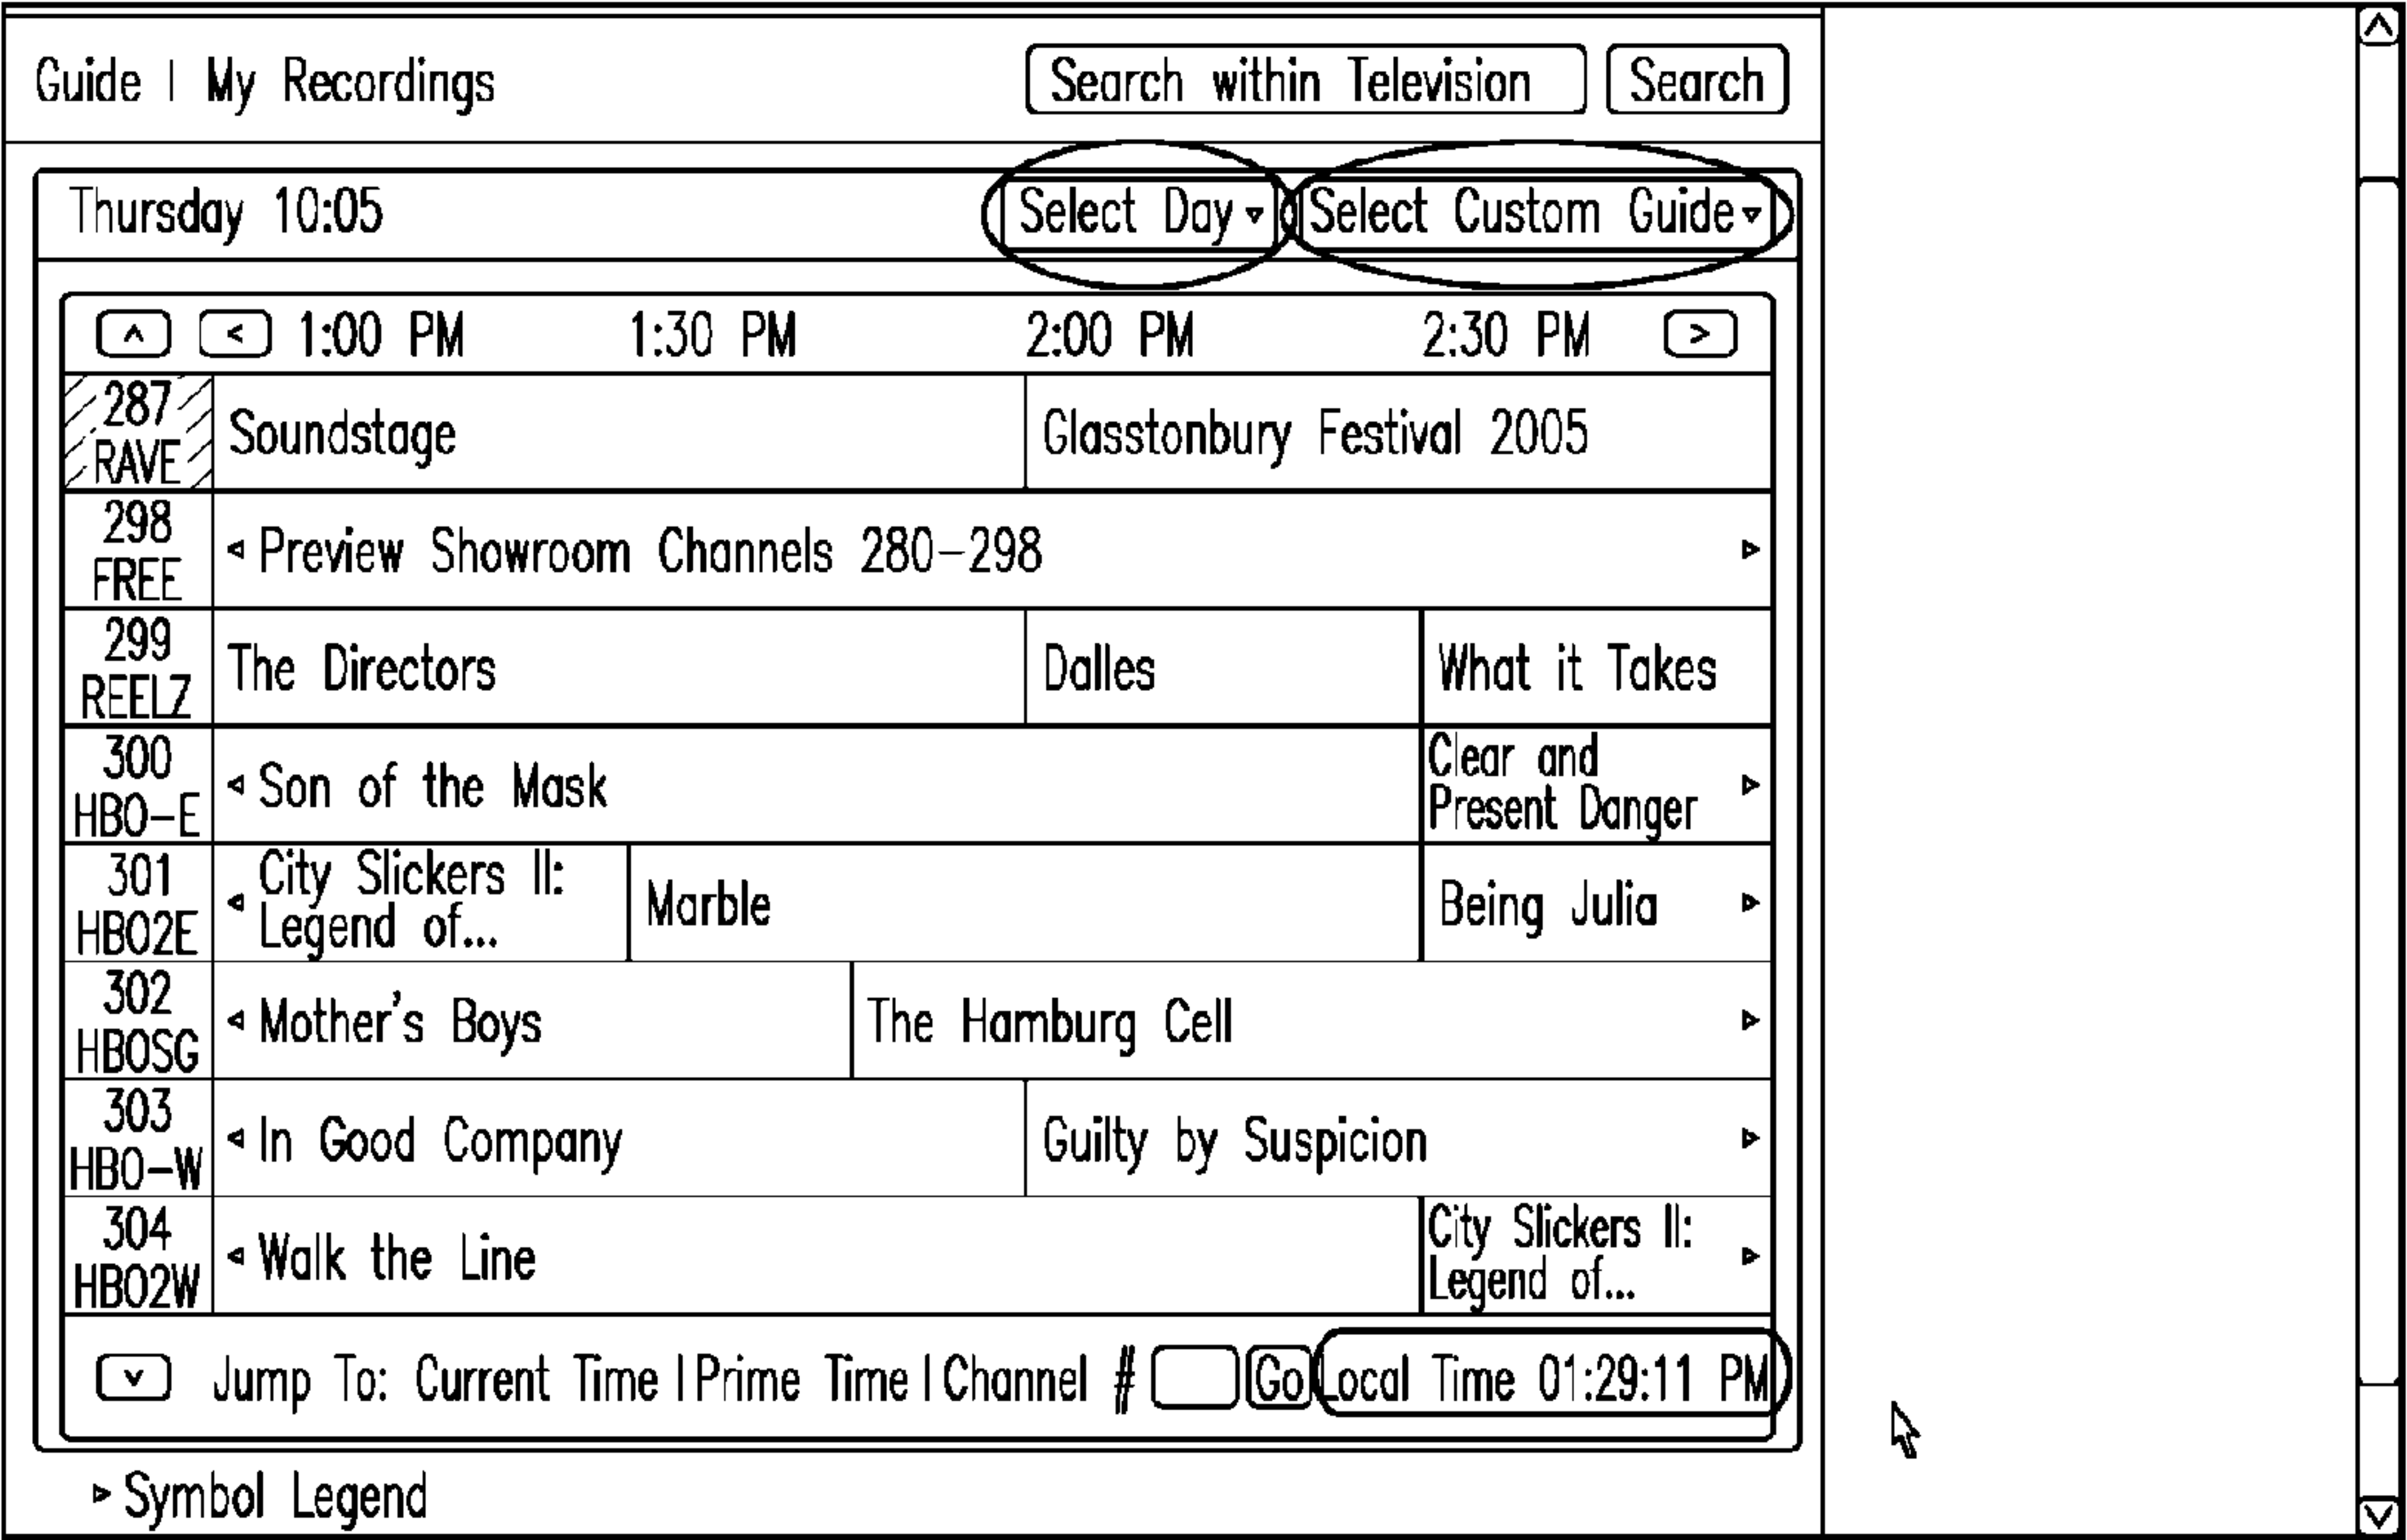 Guide | My Recordings Search within Television Search
Thursday 10:05 Select Day Select Custom Guide
1:00 PM 1:30 PM 2:00 PM 2:30 PM
287
RAVE
Soundstage
Glasstonbury Festival 2005
298
FREE
Preview Showroom Channels 280-298
299
REELZ
The Directors
Dalles
What it Takes
300
HBO-E
Son of the Mask
Clear and
Present Danger
301
HBO2E
City Slickers II:
Legend of...
Marble
Being Julia
302
HBOSG
Mother's Boys
The Hamburg Cell
303
HBO-W
In Good Company
Guilty by Suspicion
304
HBO2W
Walk the Line
City Slickers II:
Legend of...
Jump To: Current Time | Prime Time | Channel # Go Local Time 01:29:11 PM
Symbol Legend